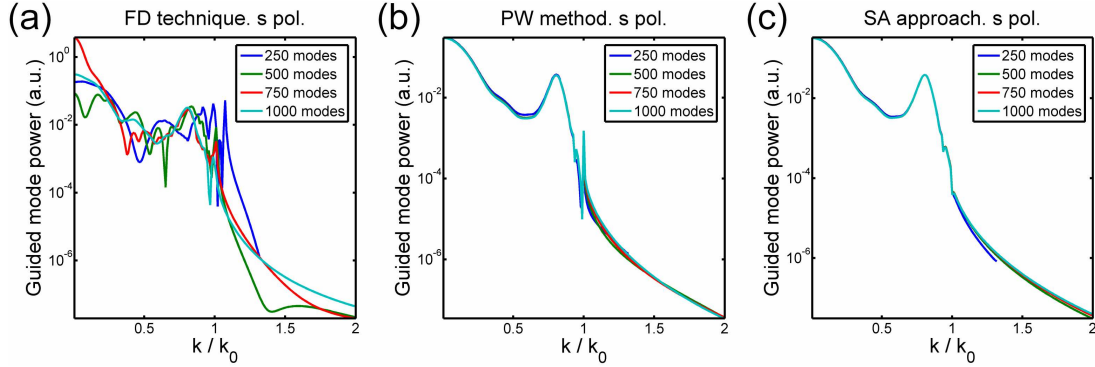 (a)
FD technique. s pol.
Guided mode power (a.u.)
10^0
10^-2
10^-4
10^-6
250 modes
500 modes
750 modes
1000 modes
0.5
1
1.5
2
k / k_0
(b)
PW method. s pol.
Guided mode power (a.u.)
10^-2
10^-4
10^-6
250 modes
500 modes
750 modes
1000 modes
0.5
1
1.5
2
k / k_0
(c)
SA approach. s pol.
Guided mode power (a.u.)
10^-2
10^-4
10^-6
250 modes
500 modes
750 modes
1000 modes
0.5
1
1.5
2
k / k_0